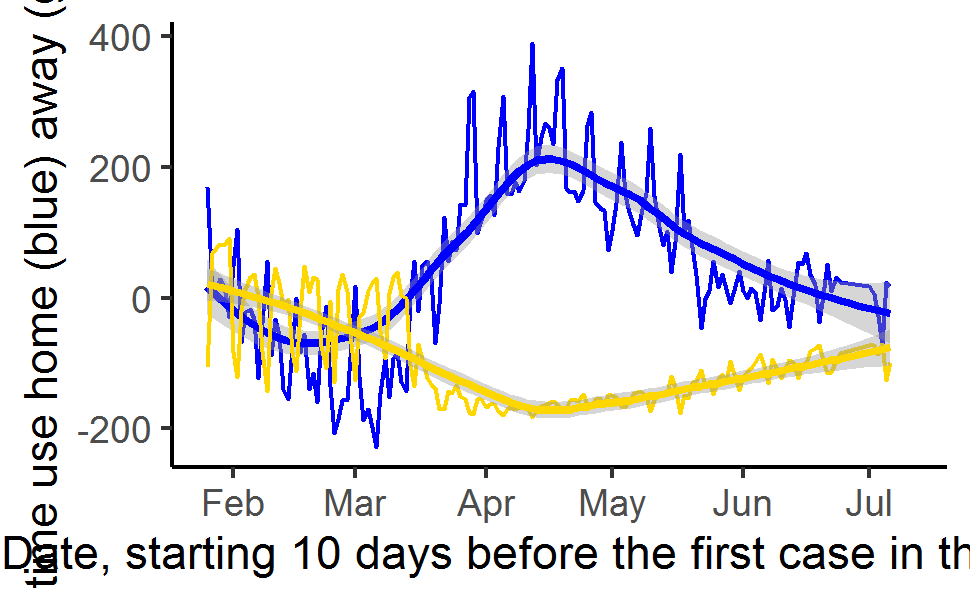 time use home (blue) away (
400
200
0
-200
Feb Mar Apr May Jun Jul
Date, starting 10 days before the first case in th